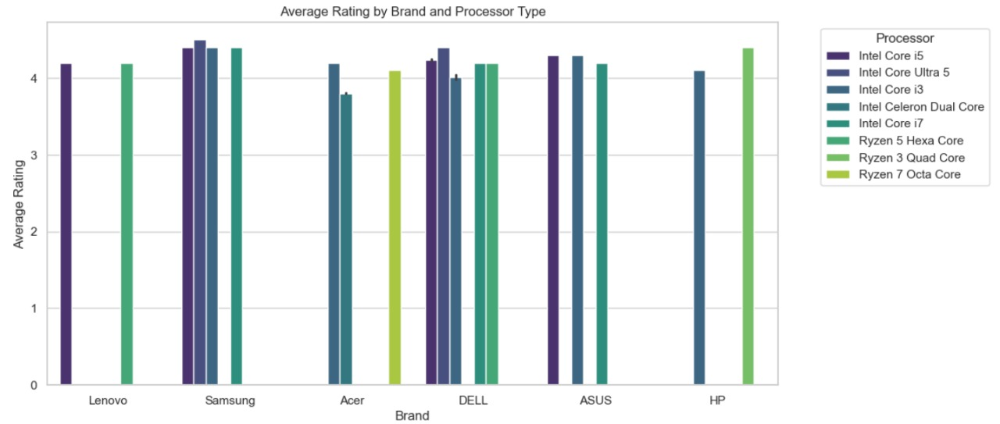 Average Rating by Brand and Processor Type
Processor
Intel Core i5
Intel Core Ultra 5
Intel Core i3
Intel Celeron Dual Core
Intel Core i7
Ryzen 5 Hexa Core
Ryzen 3 Quad Core
Ryzen 7 Octa Core
Average Rating
4
3
2
1
0
Lenovo Samsung Acer DELL ASUS HP
Brand